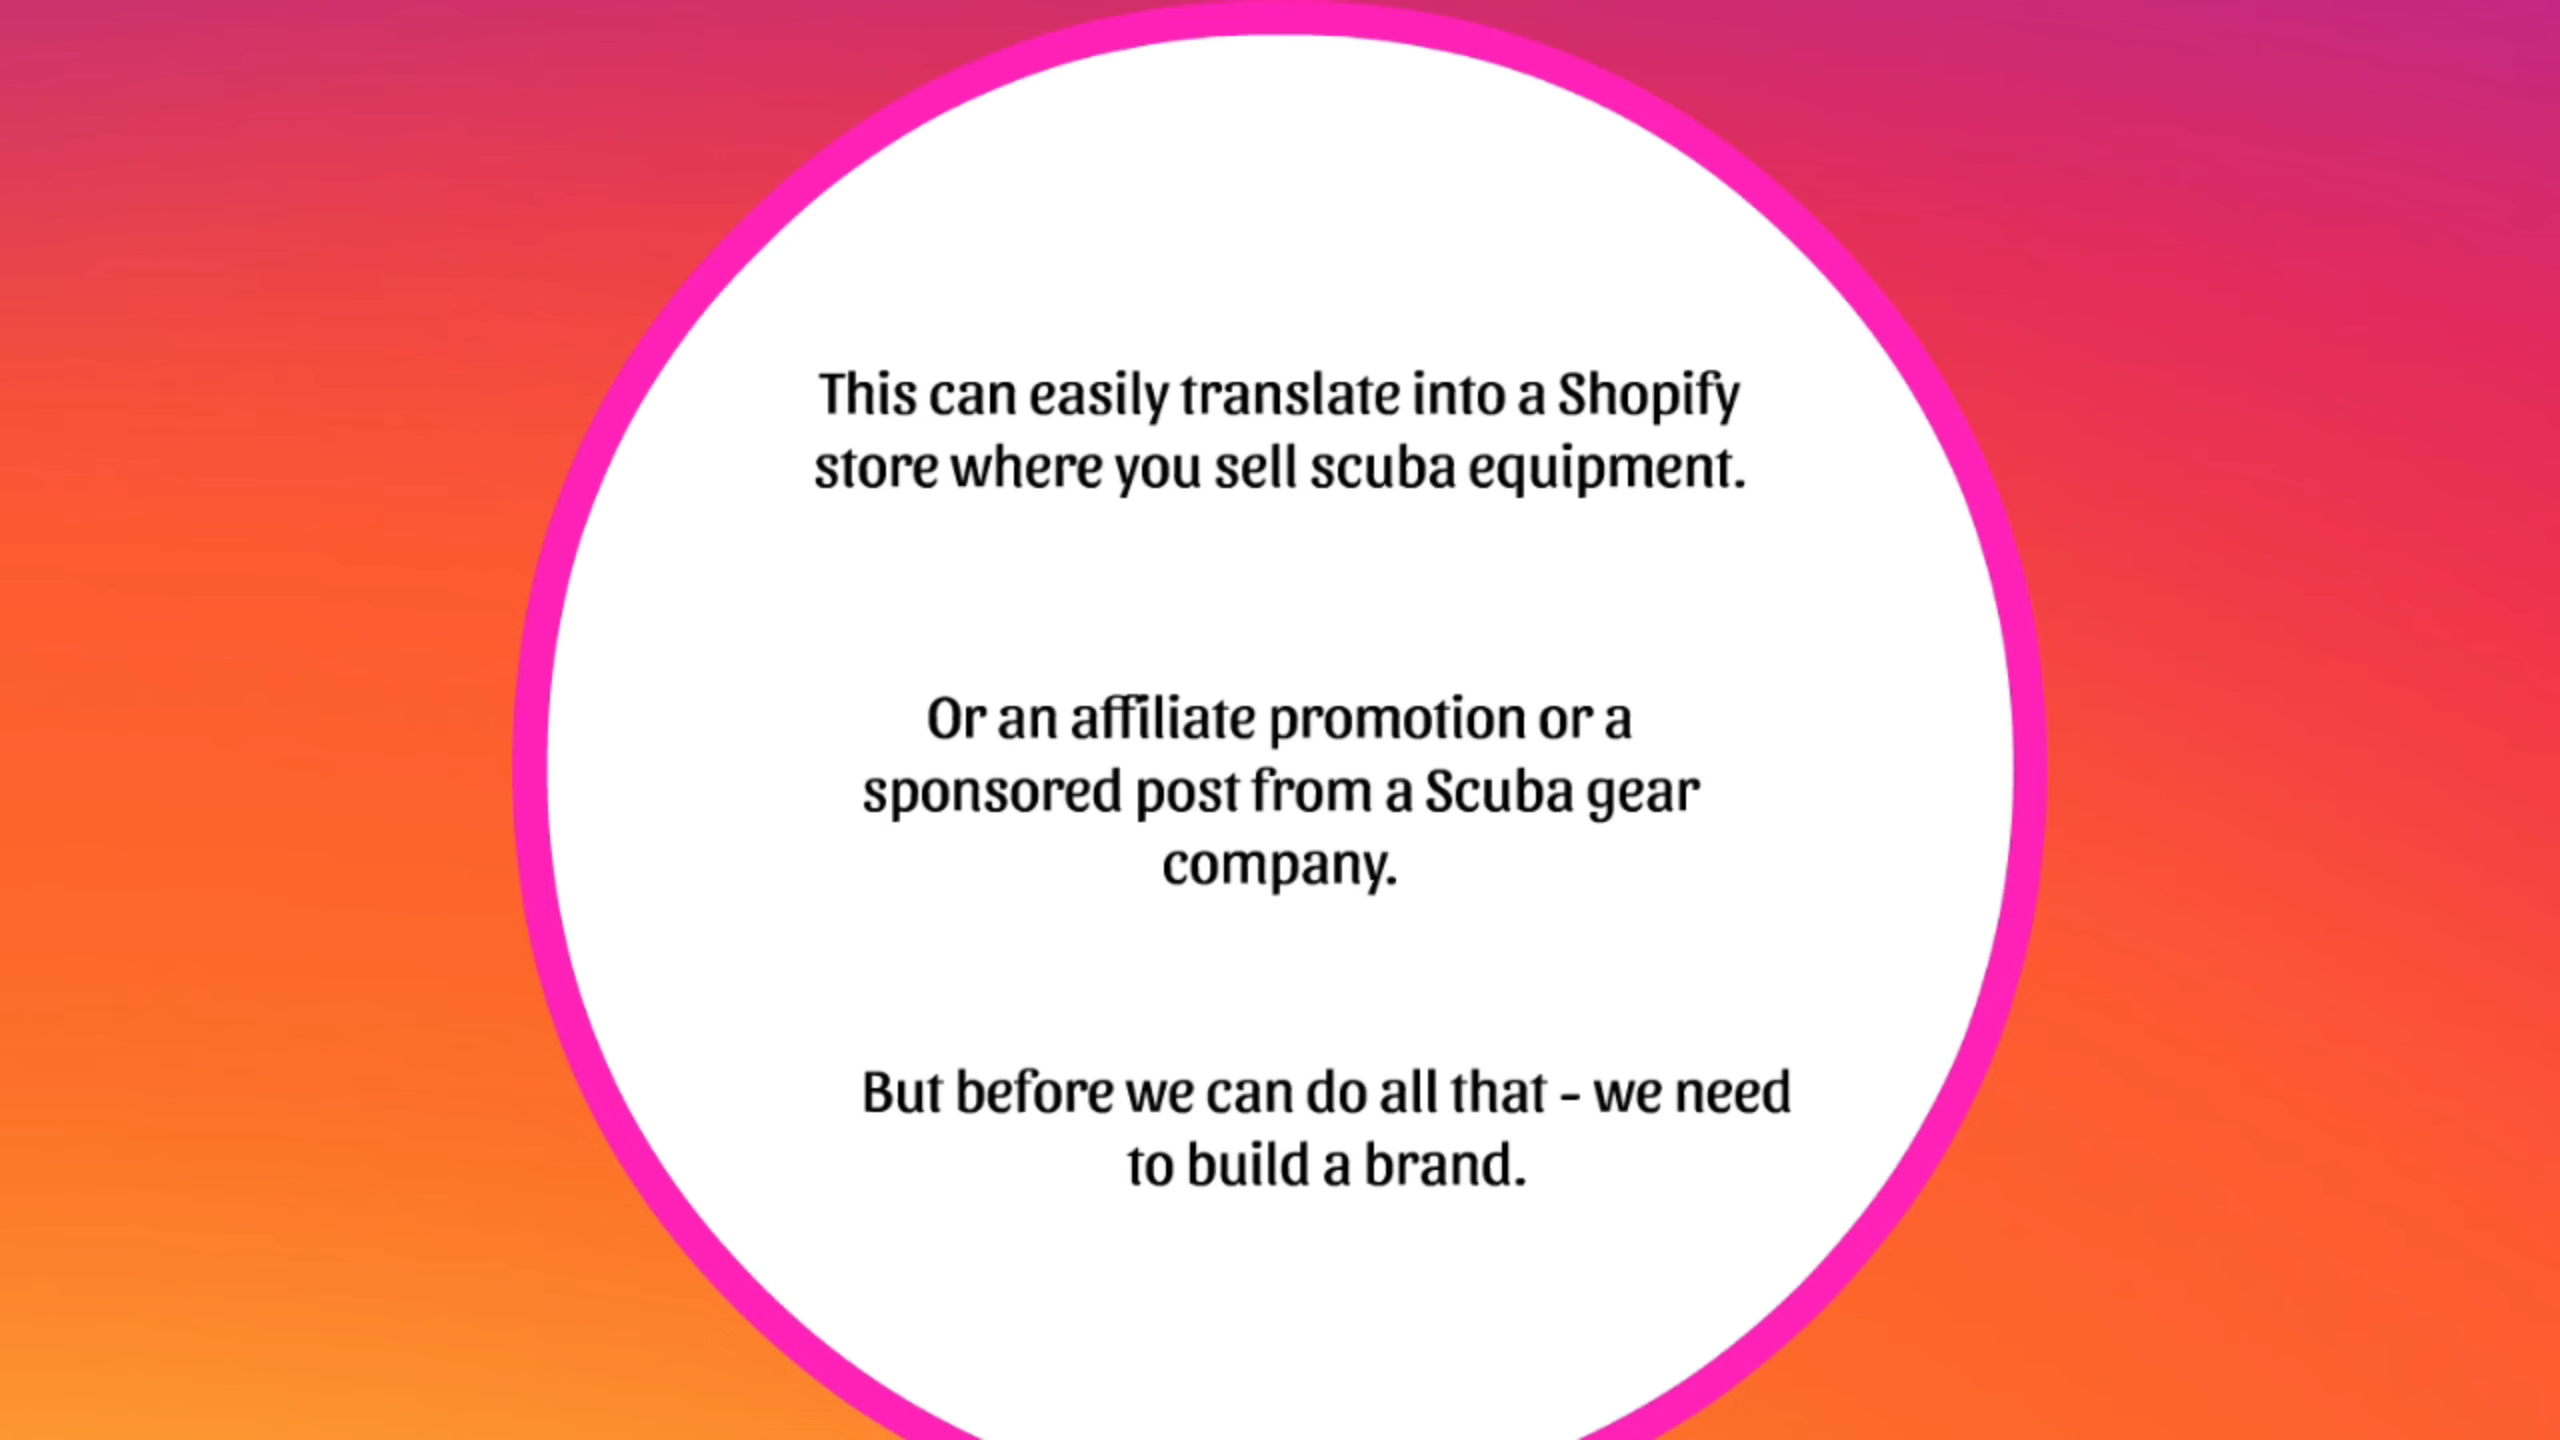 This can easily translate into a Shopify
store where you sell scuba equipment.
Or an affiliate promotion or a
sponsored post from a Scuba gear
company.
But before we can do all that - we need
to build a brand.